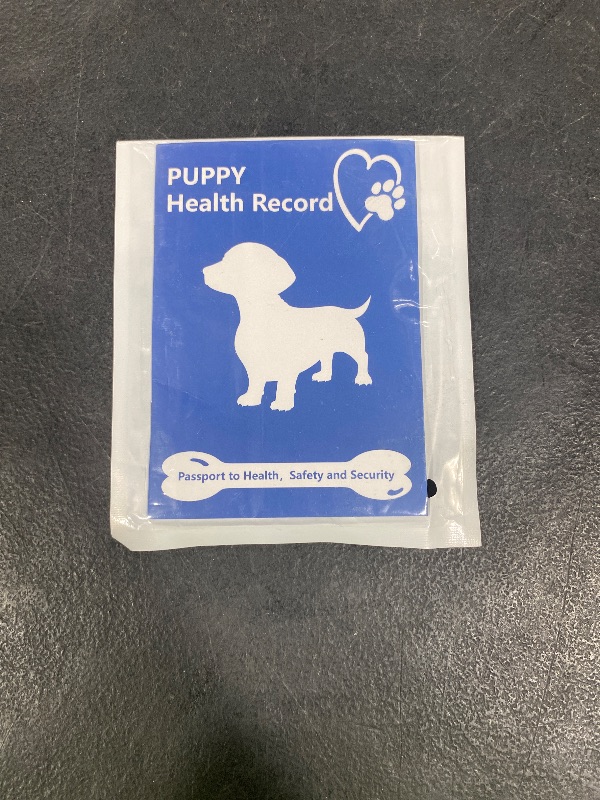 PUPPY
Health Record
Passport to Health, Safety and Security